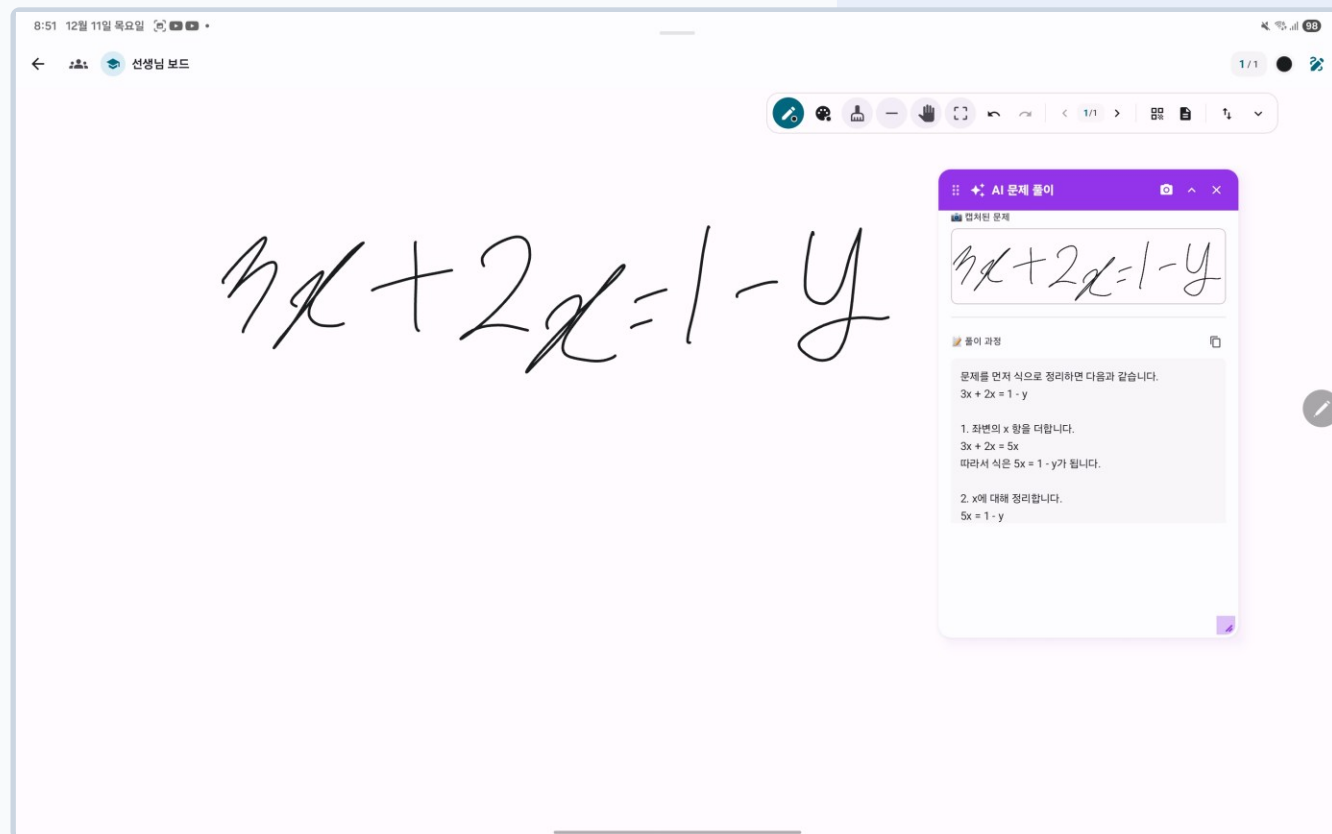 8:51 12월 11일 목요일
98
선생님 보드
1/1
1/1
3x+2x=1-y
AI 문제 풀이
캡처된 문제
3x+2x=1-y
풀이 과정
문제를 먼저 식으로 정리하면 다음과 같습니다.
3x + 2x = 1 - y
1. 좌변의 x 항을 더합니다.
3x + 2x = 5x
따라서 식은 5x = 1 - y가 됩니다.
2. x에 대해 정리합니다.
5x = 1 - y